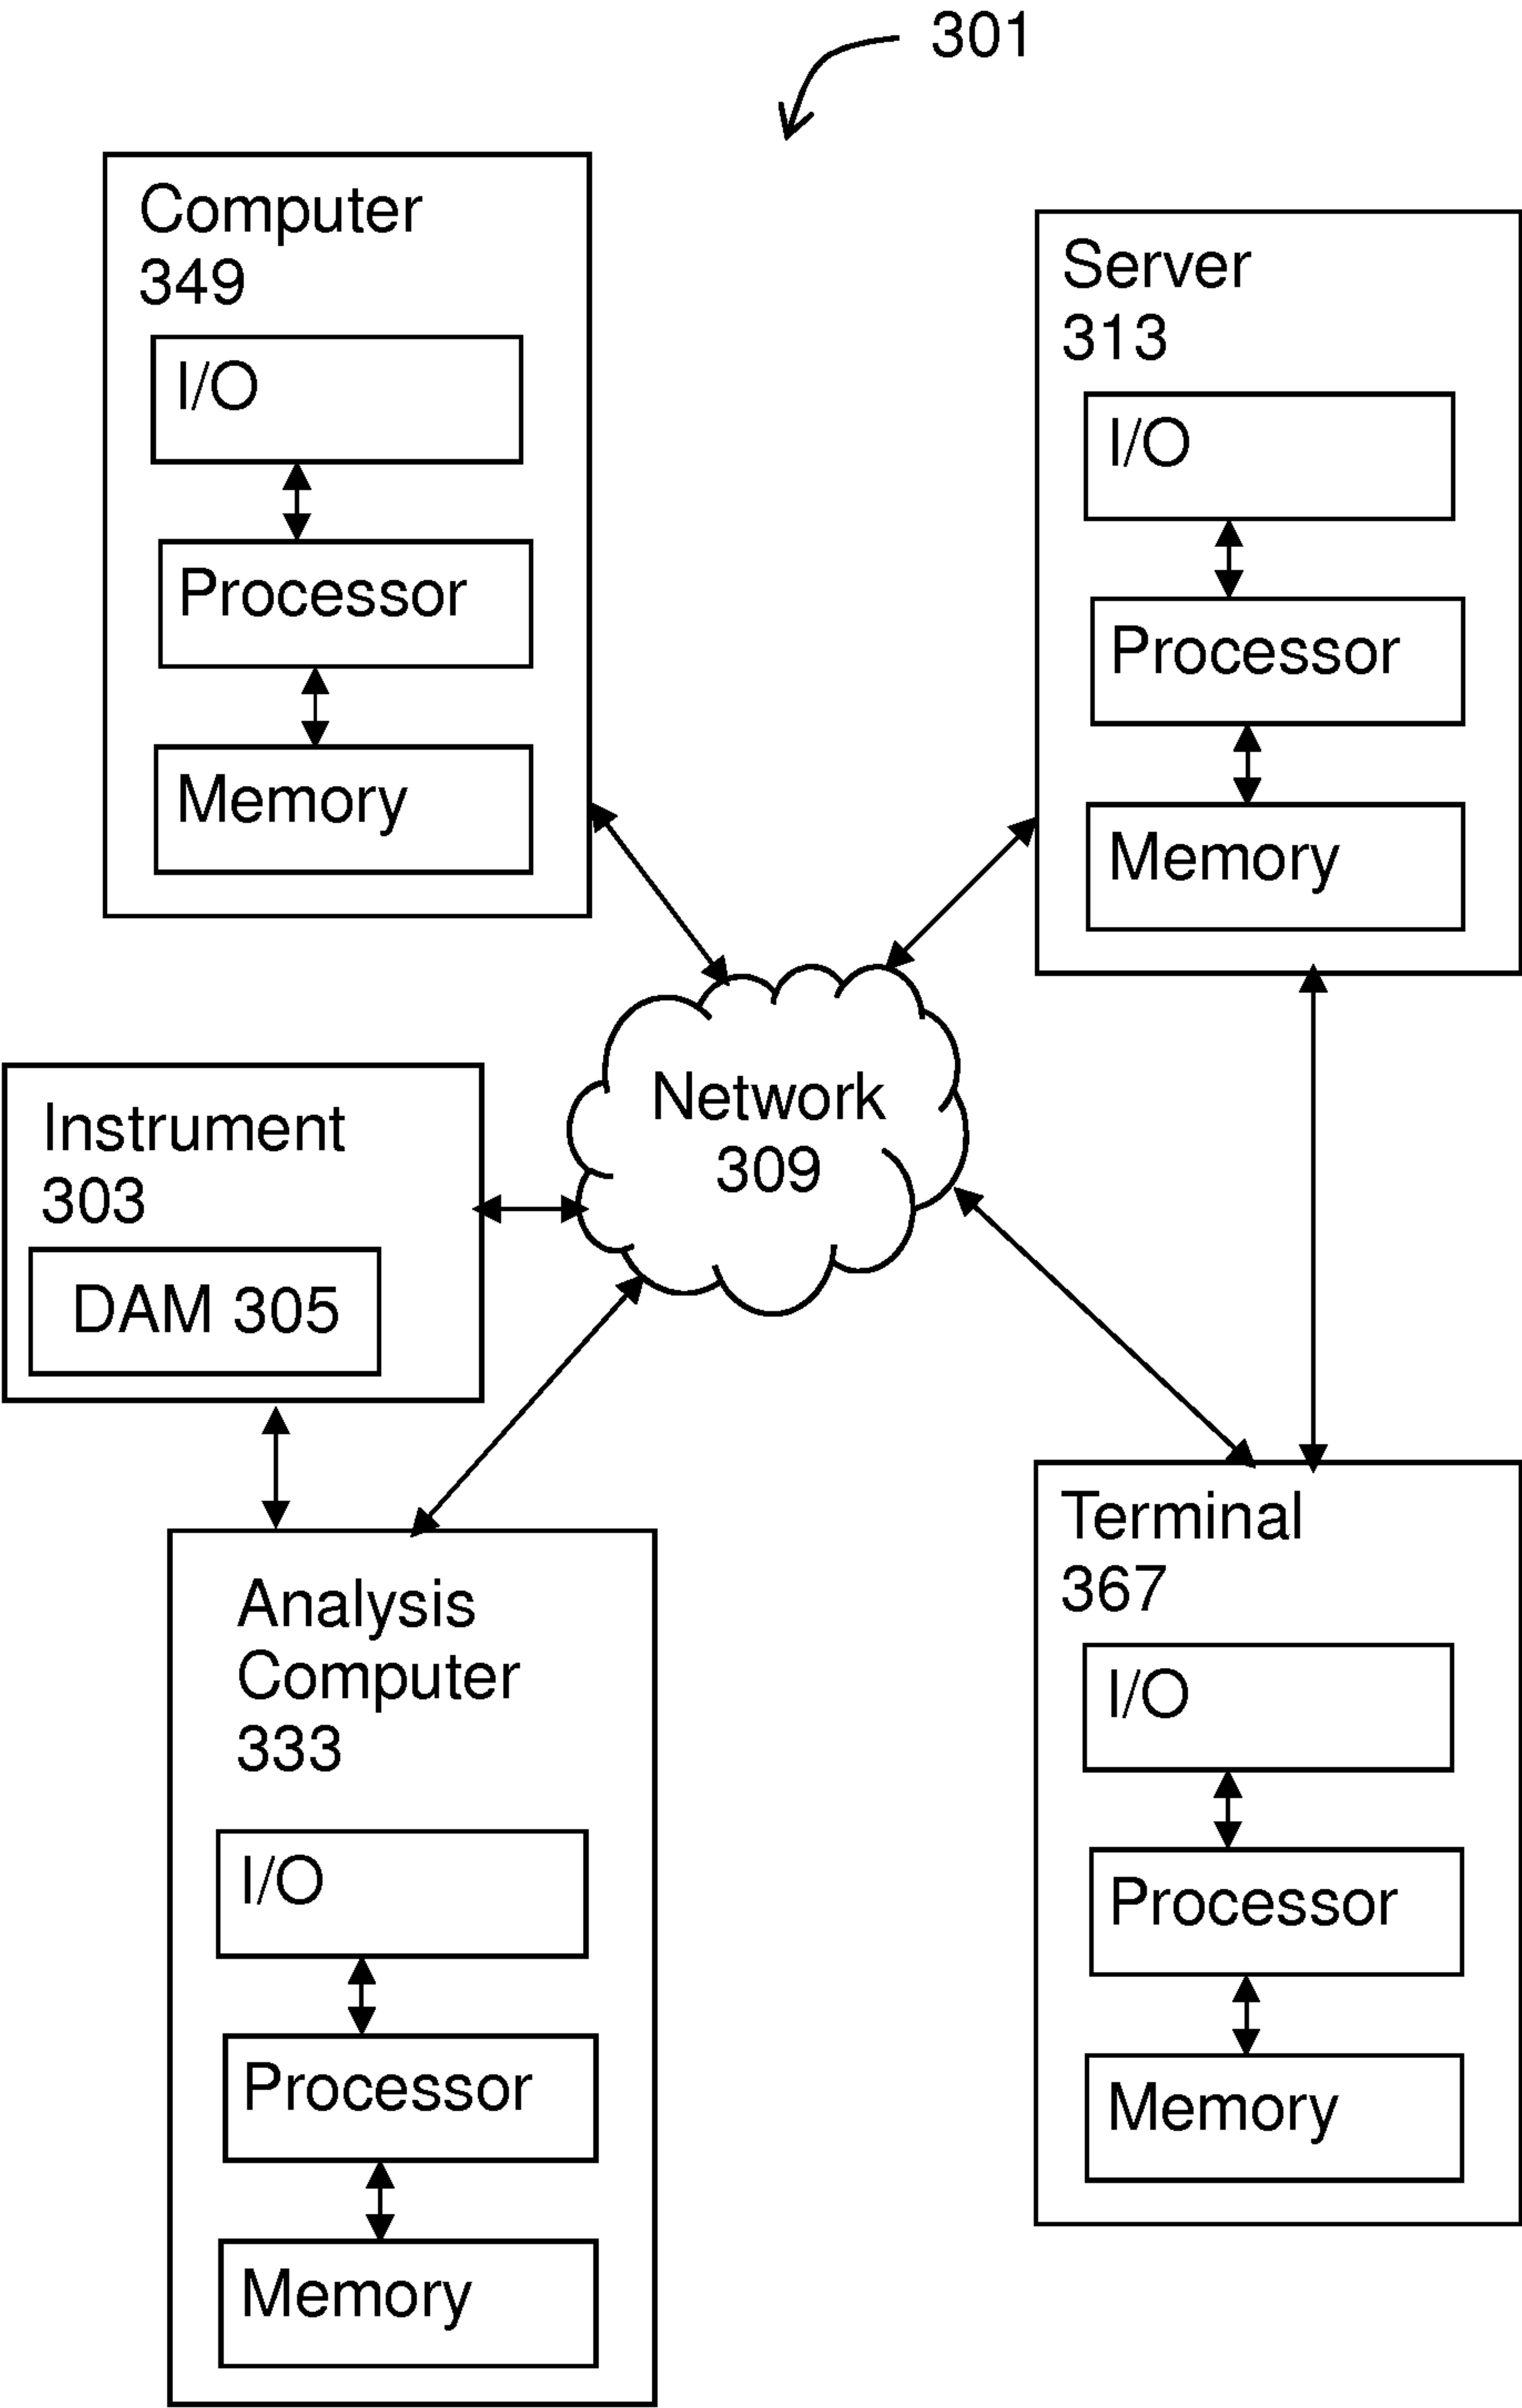 301
Computer
349
I/O
Processor
Memory
Server
313
I/O
Processor
Memory
Network
309
Instrument
303
DAM 305
Analysis
Computer
333
I/O
Processor
Memory
Terminal
367
I/O
Processor
Memory